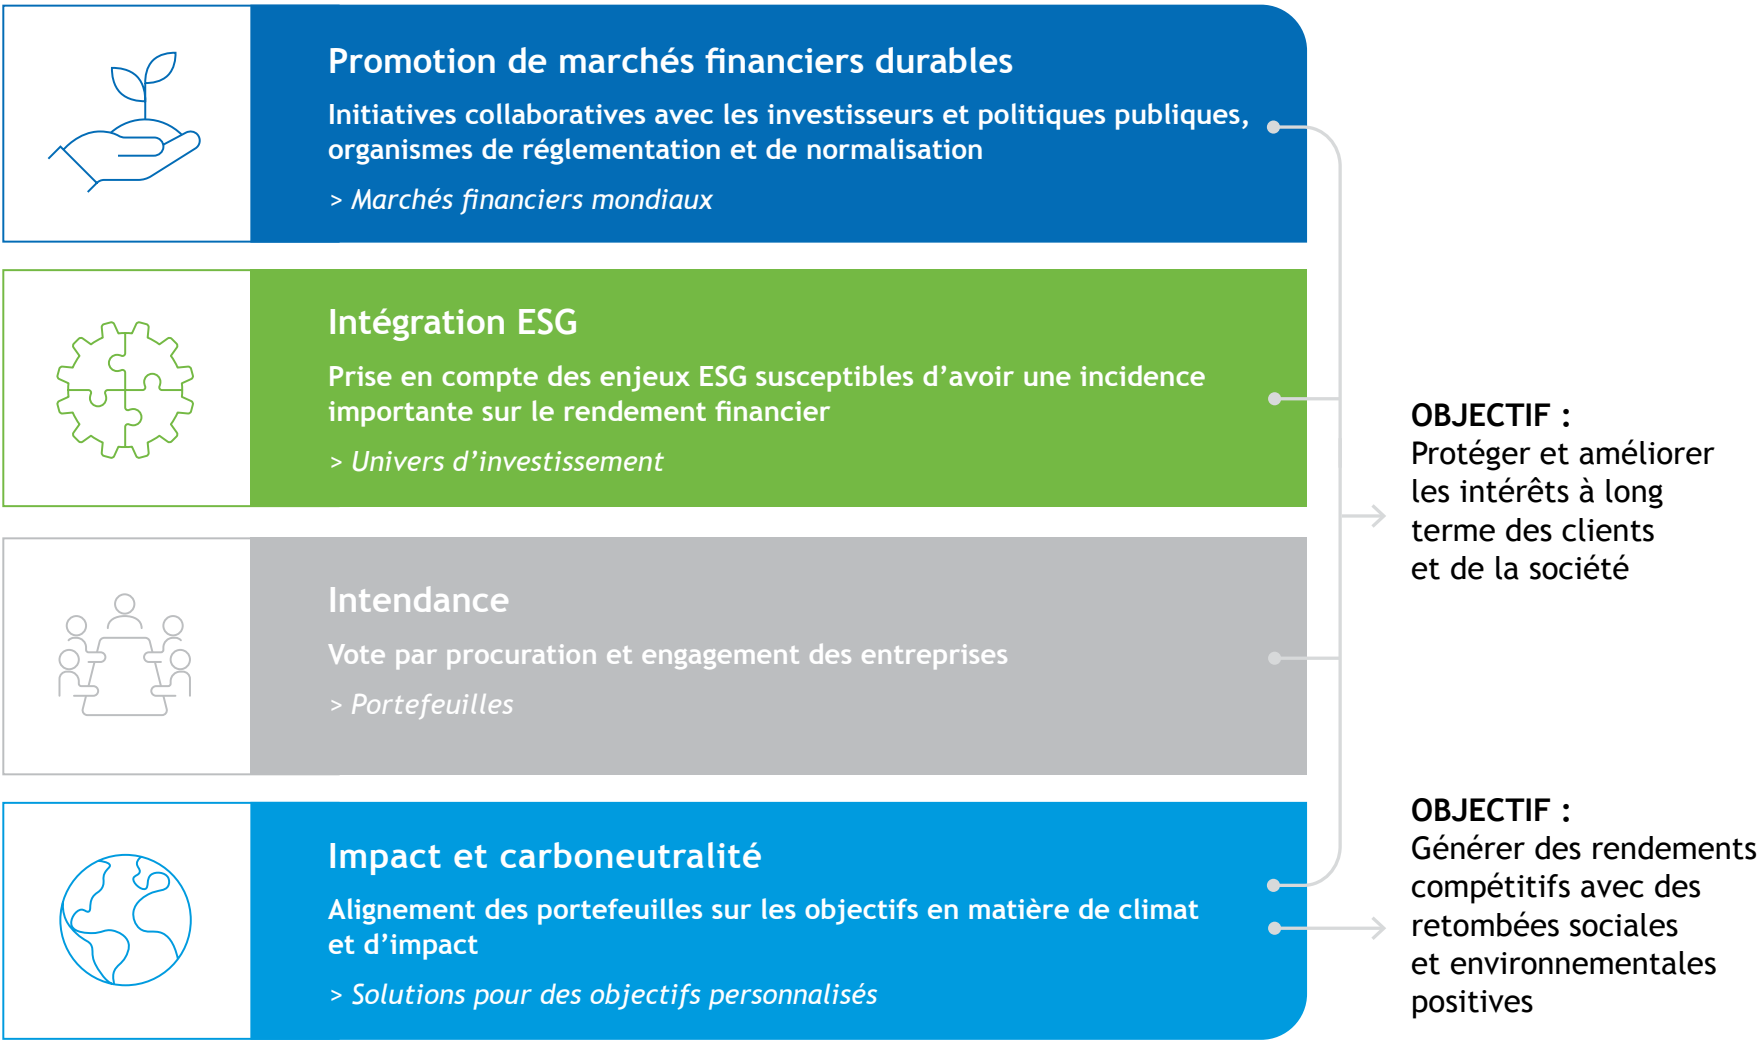 Promotion de marchés financiers durables
Initiatives collaboratives avec les investisseurs et politiques publiques,
organismes de réglementation et de normalisation
> Marchés financiers mondiaux
Intégration ESG
Prise en compte des enjeux ESG susceptibles d’avoir une incidence
importante sur le rendement financier
> Univers d’investissement
Intendance
Vote par procuration et engagement des entreprises
> Portefeuilles
Impact et carboneutralité
Alignement des portefeuilles sur les objectifs en matière de climat
et d’impact
> Solutions pour des objectifs personnalisés
OBJECTIF :
Protéger et améliorer
les intérêts à long
terme des clients
et de la société
OBJECTIF :
Générer des rendements
compétitifs avec des
retombées sociales
et environnementales
positives